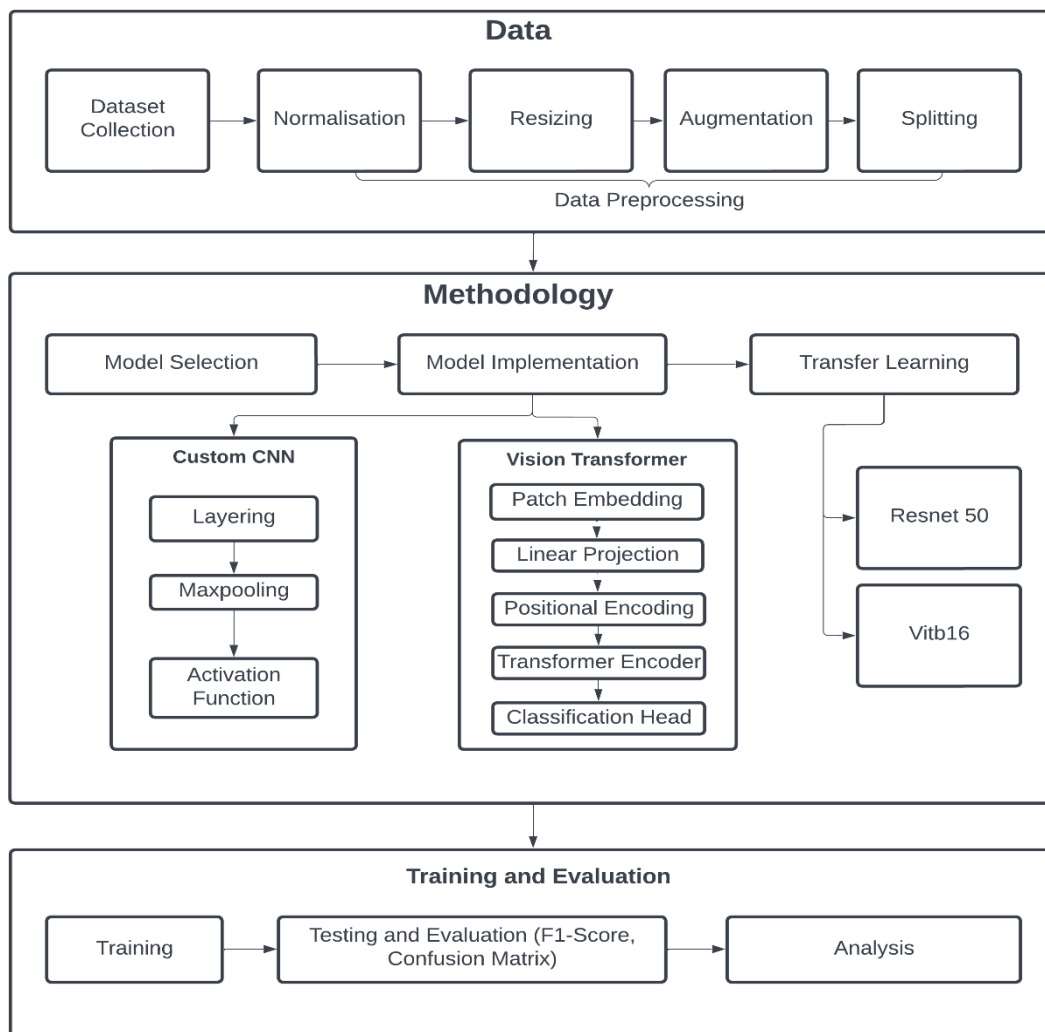 Data
Dataset
Collection
Normalisation
Resizing
Augmentation
Splitting
Data Preprocessing
Methodology
Model Selection
Model Implementation
Transfer Learning
Custom CNN
Layering
Maxpooling
Activation
Function
Vision Transformer
Patch Embedding
Linear Projection
Positional Encoding
Transformer Encoder
Classification Head
Resnet 50
Vitb16
Training and Evaluation
Training
Testing and Evaluation (F1-Score,
Confusion Matrix)
Analysis